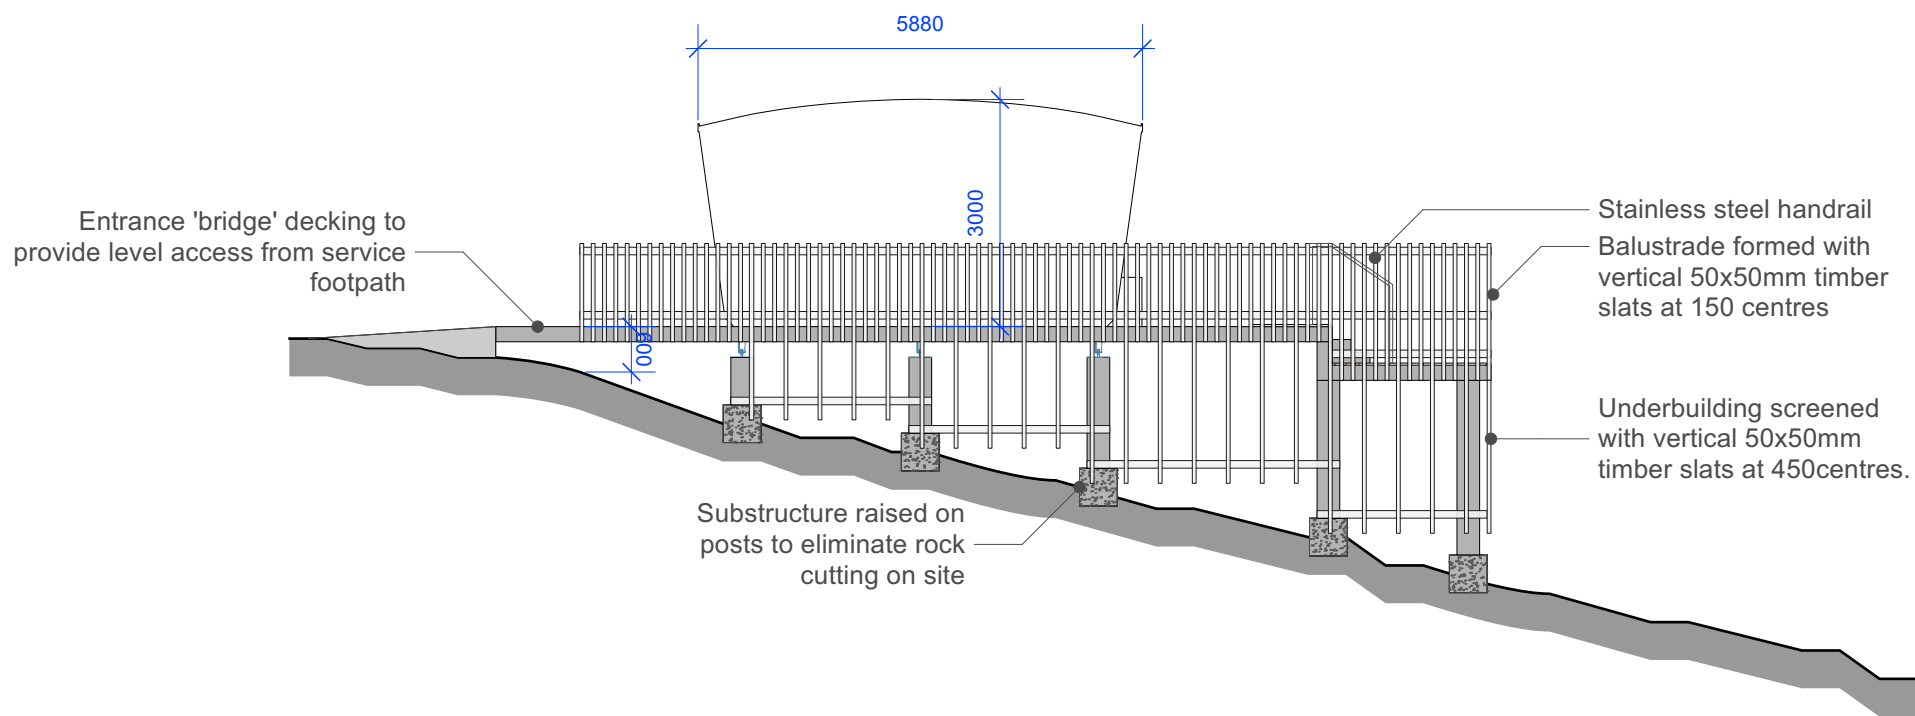 5880
3000
Entrance 'bridge' decking to
provide level access from service
footpath
600
Stainless steel handrail
Balustrade formed with
vertical 50x50mm timber
slats at 150 centres
Underbuilding screened
with vertical 50x50mm
timber slats at 450centres.
Substructure raised on
posts to eliminate rock
cutting on site